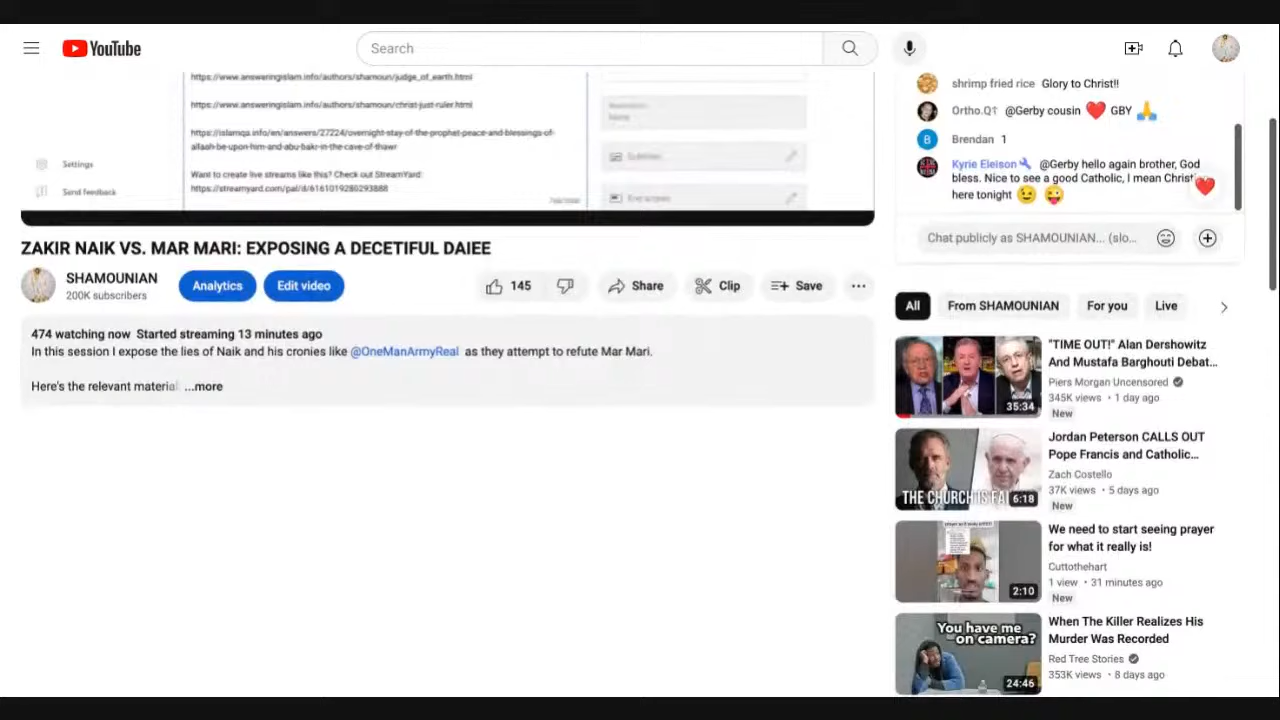 YouTube
Search
https://www.answeringislam.info/authors/shamoun/judge_of_earth.html
https://www.answeringislam.info/authors/shamoun/christ-just-ruler.html
https://islamqa.info/en/answers/27224/overnight-stay-of-the-prophet-peace-and-blessings-of-
allaah-be-upon-him-and-abu-bakr-in-the-cave-of-thawr
Want to create live streams like this? Check out StreamYard:
https://streamyard.com/pal/d/6161019280293888
Settings
Send feedback
Subtitles
End screen
shrimp fried rice Glory to Christ!!
Ortho.Q☦ @Gerby cousin ❤️ GBY 🙏
B Brendan 1
Kyrie Eleison @Gerby hello again brother, God
bless. Nice to see a good Catholic, I mean Christi
here tonight 😉 😜
Chat publicly as SHAMOUNIAN... (slo...
ZAKIR NAIK VS. MAR MARI: EXPOSING A DECETIFUL DAIEE
SHAMOUNIAN
200K subscribers
Analytics
Edit video
145
Share
Clip
Save
474 watching now Started streaming 13 minutes ago
In this session I expose the lies of Naik and his cronies like @OneManArmyReal as they attempt to refute Mar Mari.
Here's the relevant material ...more
All
From SHAMOUNIAN
For you
Live
"TIME OUT!" Alan Dershowitz
And Mustafa Barghouti Debat...
Piers Morgan Uncensored
345K views • 1 day ago
New
35:34
Jordan Peterson CALLS OUT
Pope Francis and Catholic...
Zach Costello
37K views • 5 days ago
New
THE CHURCH IS FAI
6:18
We need to start seeing prayer
for what it really is!
Cuttothehart
1 view • 31 minutes ago
New
2:10
When The Killer Realizes His
Murder Was Recorded
Red Tree Stories
353K views • 8 days ago
You have me
on camera?
24:46